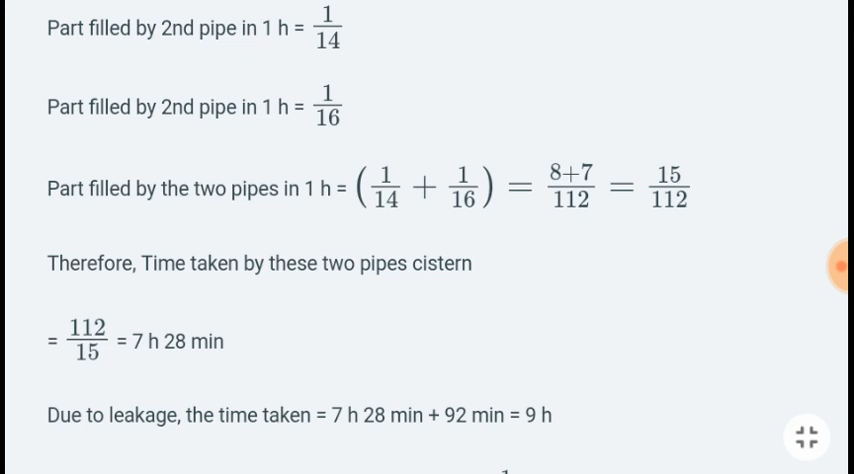 Part filled by 2nd pipe in 1 h = 1/14
Part filled by 2nd pipe in 1 h = 1/16
Part filled by the two pipes in 1 h = (1/14 + 1/16) = 8+7/112 = 15/112
Therefore, Time taken by these two pipes cistern
= 112/15 = 7 h 28 min
Due to leakage, the time taken = 7 h 28 min + 92 min = 9 h